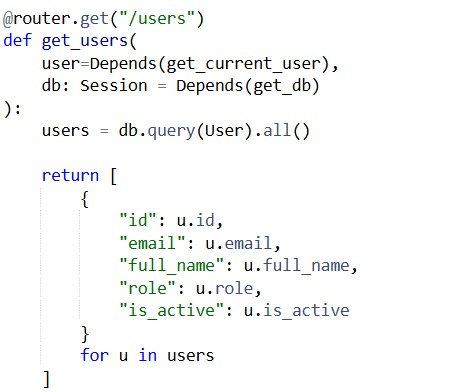 @router.get("/users")
def get_users(
    user=Depends(get_current_user),
    db: Session = Depends(get_db)
):
    users = db.query(User).all()

    return [
        {
            "id": u.id,
            "email": u.email,
            "full_name": u.full_name,
            "role": u.role,
            "is_active": u.is_active
        }
        for u in users
    ]